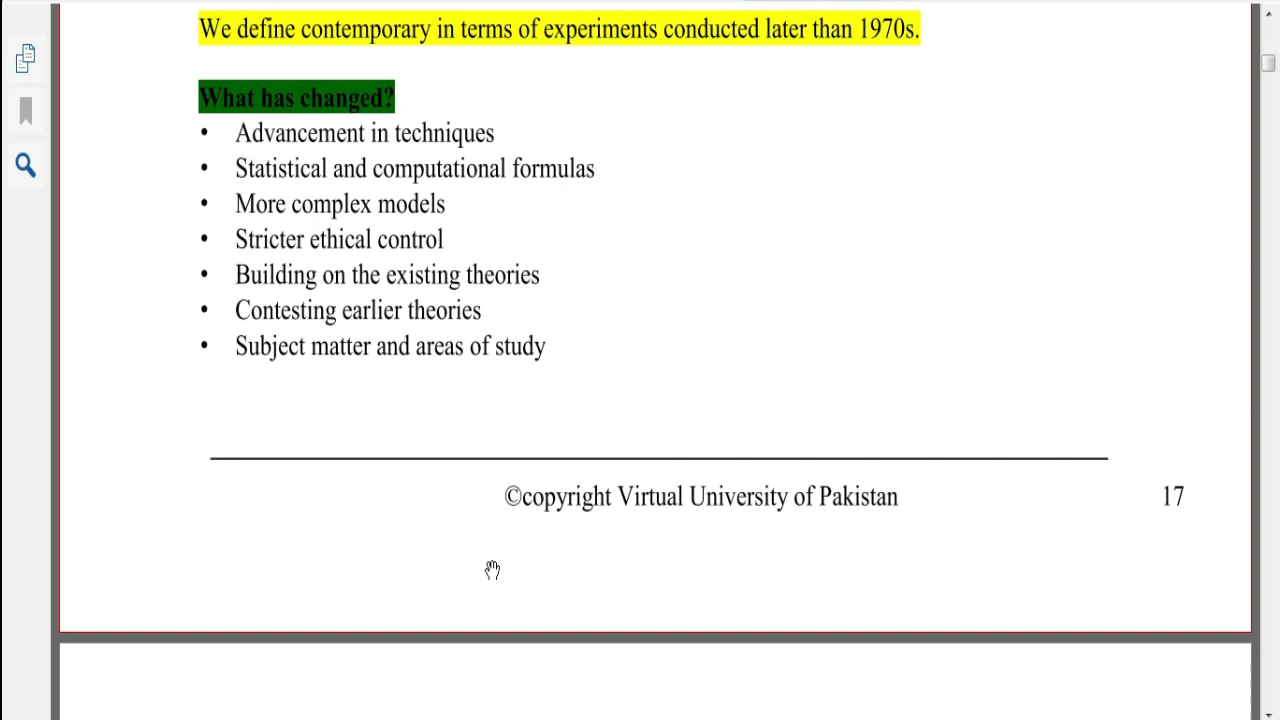 We define contemporary in terms of experiments conducted later than 1970s.
What has changed?
• Advancement in techniques
• Statistical and computational formulas
• More complex models
• Stricter ethical control
• Building on the existing theories
• Contesting earlier theories
• Subject matter and areas of study
©copyright Virtual University of Pakistan 17